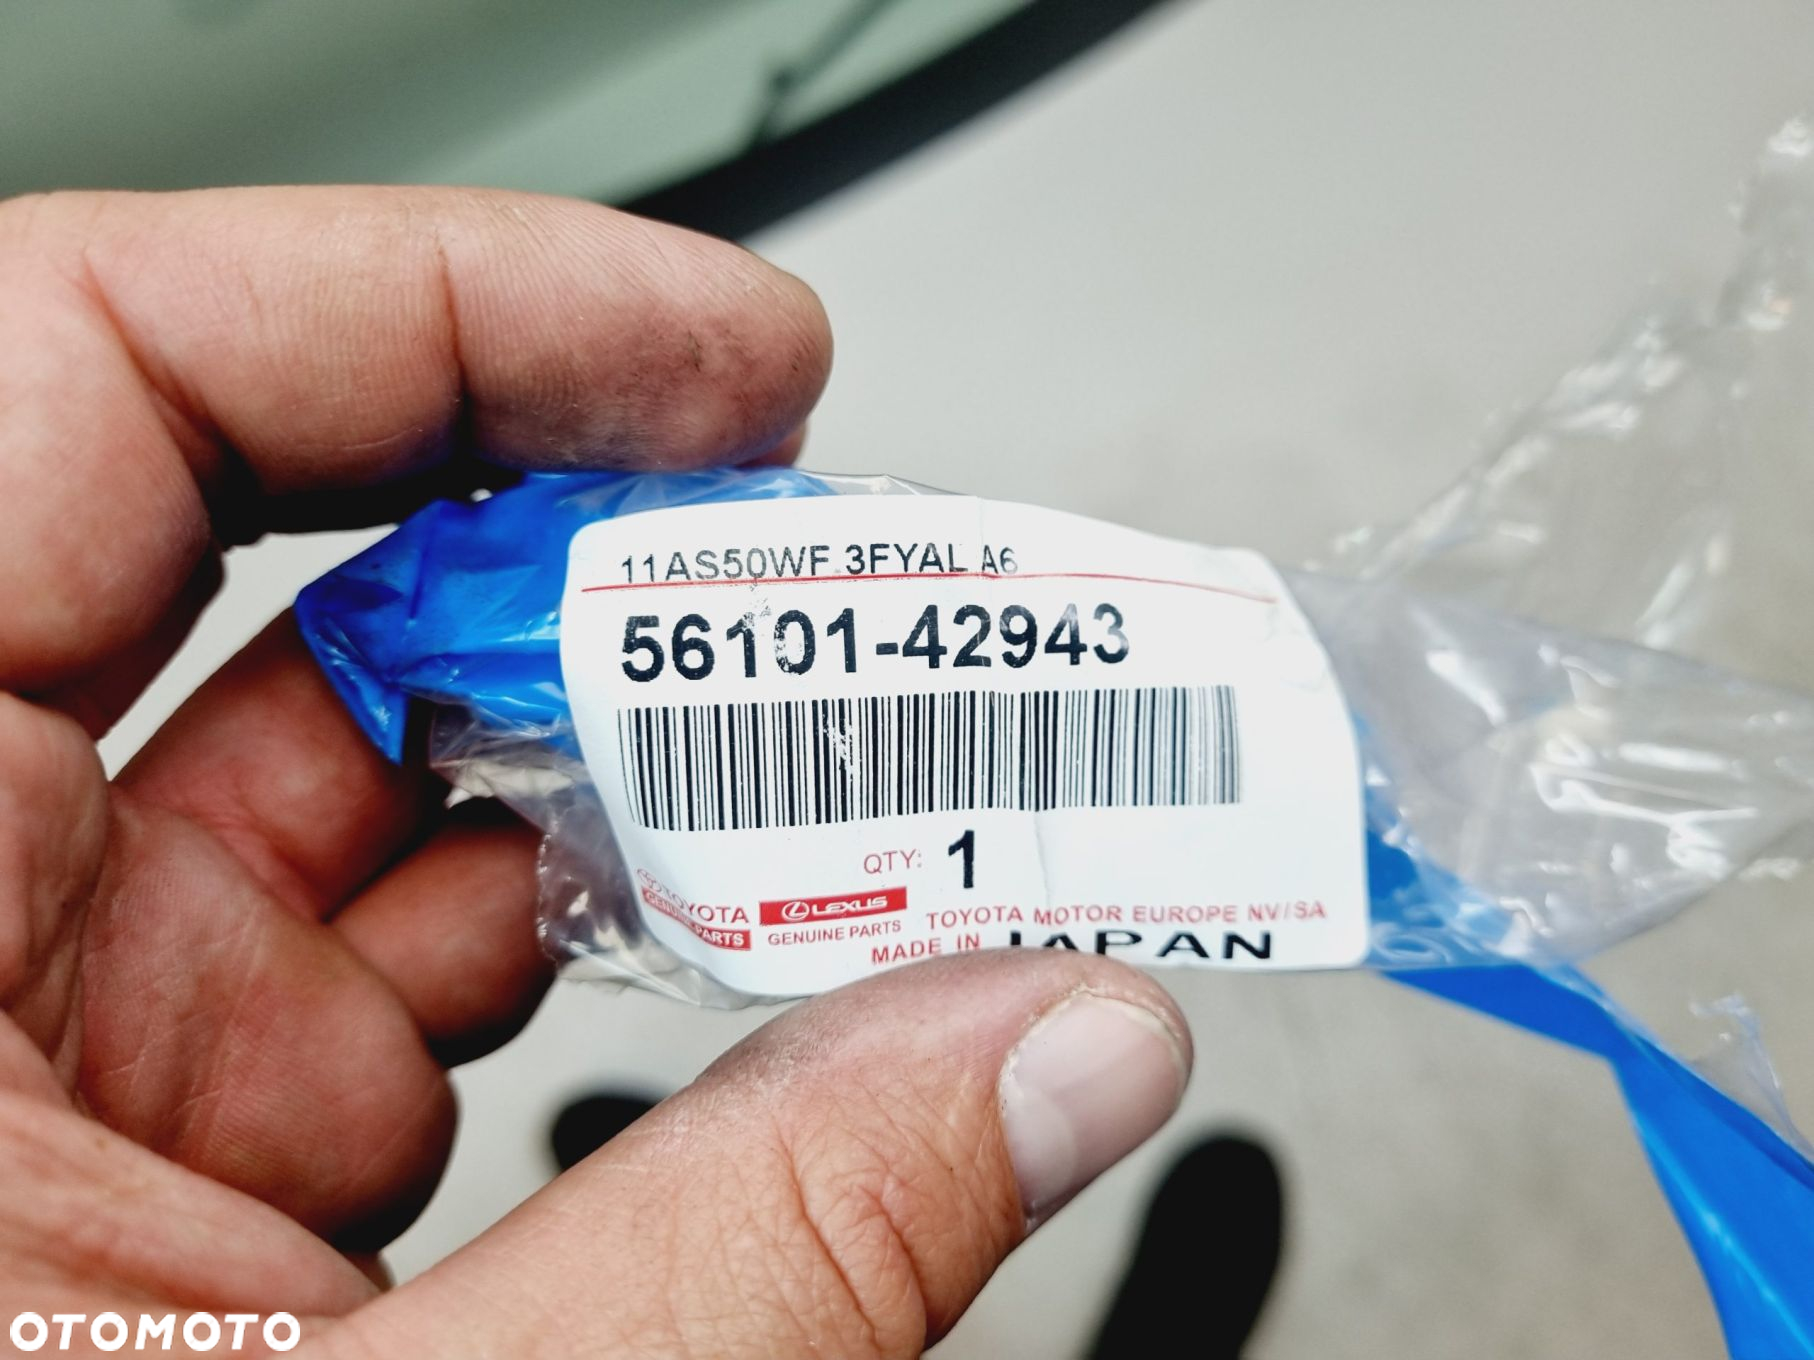 11AS50WF 3FYAL A6
56101-42943
QTY: 1
TOYOTA
GENUINE PARTS
LEXUS
GENUINE PARTS
TOYOTA MOTOR EUROPE NV/SA
MADE IN JAPAN
OTOMOTO